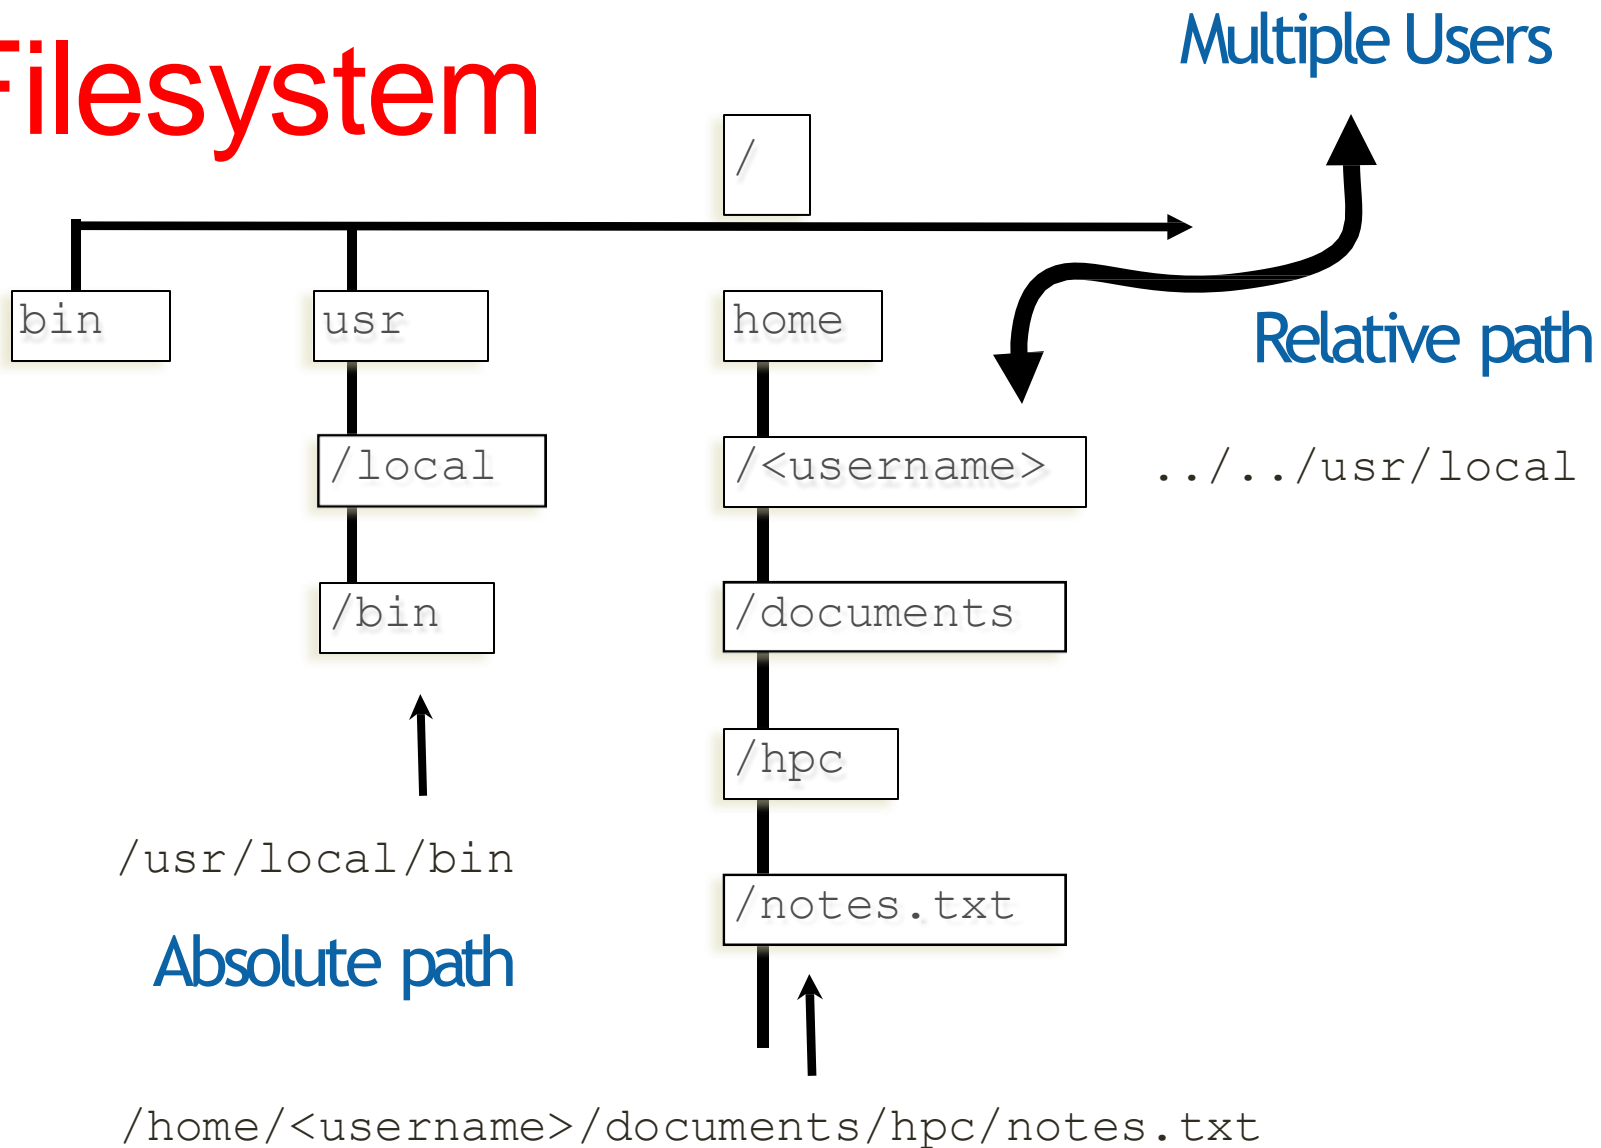 Filesystem
Multiple Users
/
bin
usr
home
Relative path
/local
/<username>
../../usr/local
/bin
/documents
/hpc
/usr/local/bin
/notes.txt
Absolute path
/home/<username>/documents/hpc/notes.txt